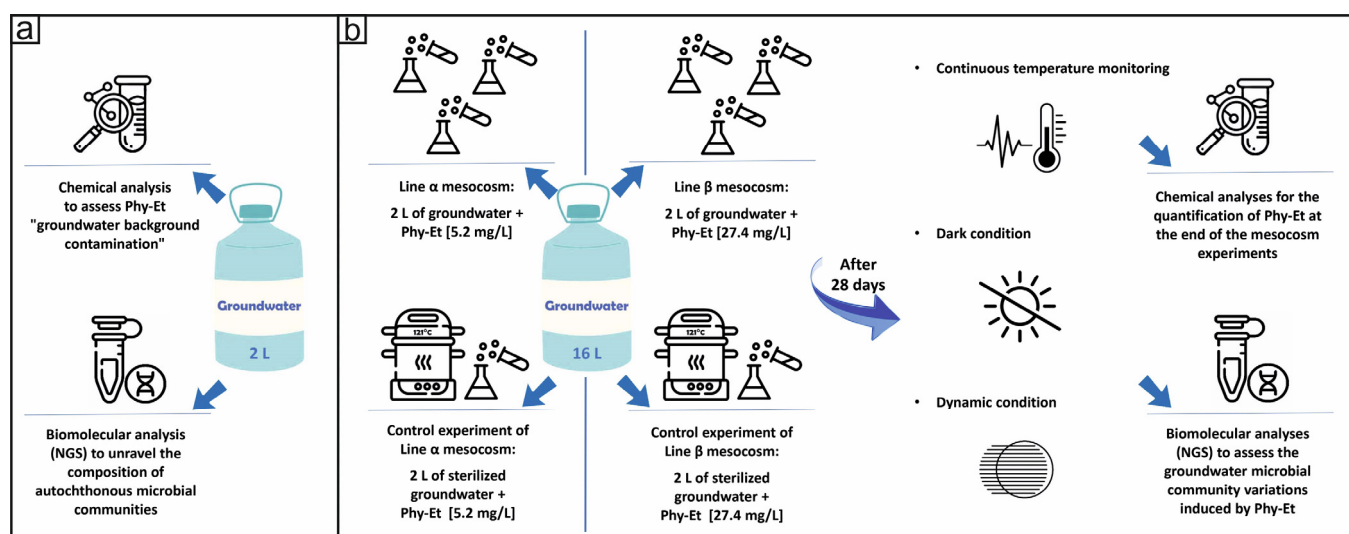 a
Chemical analysis
to assess Phy-Et
"groundwater background
contamination"
Groundwater
2 L
Biomolecular analysis
(NGS) to unravel the
composition of
autochthonous microbial
communities
b
Line α mesocosm:
2 L of groundwater +
Phy-Et [5.2 mg/L]
Line β mesocosm:
2 L of groundwater +
Phy-Et [27.4 mg/L]
Groundwater
16 L
121°C
Control experiment of
Line α mesocosm:
2 L of sterilized
groundwater +
Phy-Et [5.2 mg/L]
121°C
Control experiment of
Line β mesocosm:
2 L of sterilized
groundwater +
Phy-Et [27.4 mg/L]
After
28 days
• Continuous temperature monitoring
• Dark condition
• Dynamic condition
Chemical analyses for the
quantification of Phy-Et at
the end of the mesocosm
experiments
Biomolecular analyses
(NGS) to assess the
groundwater microbial
community variations
induced by Phy-Et